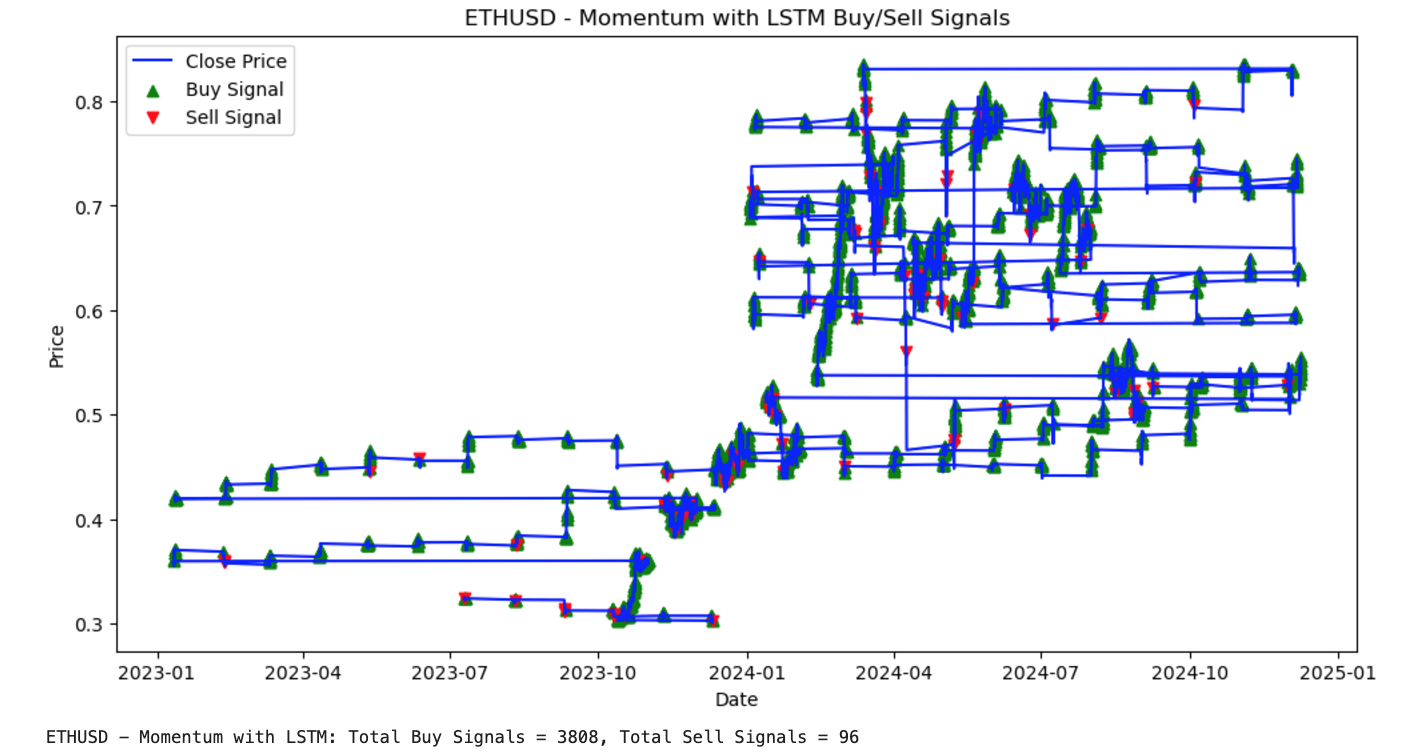 ETHUSD - Momentum with LSTM Buy/Sell Signals
Close Price
Buy Signal
Sell Signal
Price
0.8
0.7
0.6
0.5
0.4
0.3
2023-01 2023-04 2023-07 2023-10 2024-01 2024-04 2024-07 2024-10 2025-01
Date
ETHUSD – Momentum with LSTM: Total Buy Signals = 3808, Total Sell Signals = 96